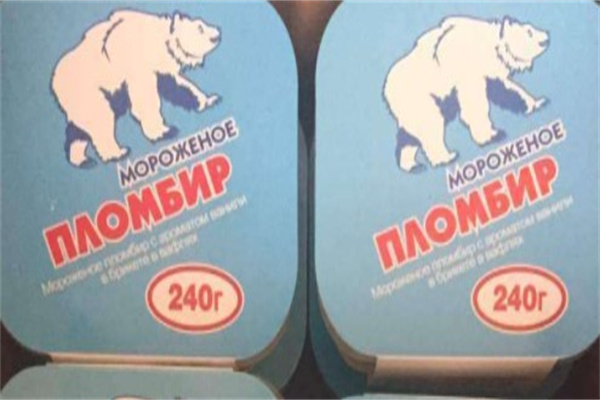 МОРОЖЕНОЕ
ПЛОМБИР
Мороженое пломбир с ароматом ванили
в брикете в вафлях
240г
МОРОЖЕНОЕ
ПЛОМБИР
Мороженое пломбир с ароматом ванили
в брикете в вафлях
240г